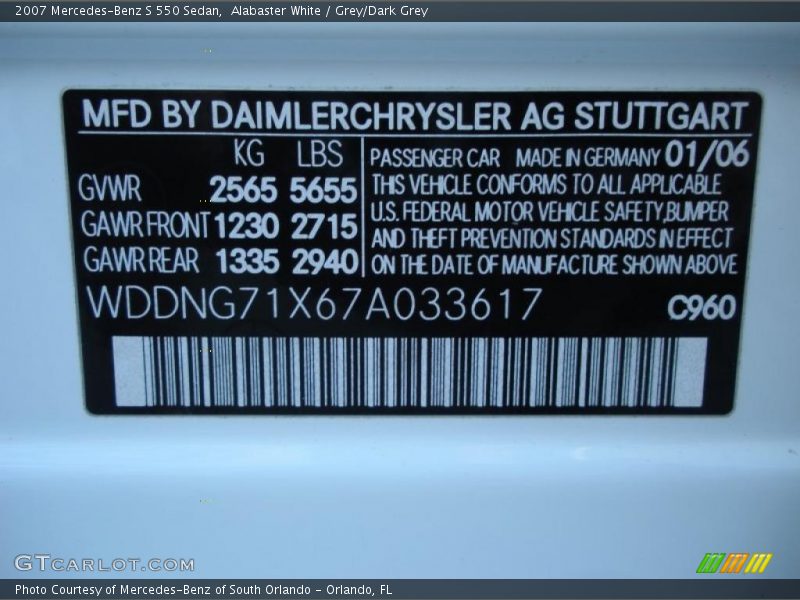 2007 Mercedes-Benz S 550 Sedan,  Alabaster White / Grey/Dark Grey
MFD BY DAIMLERCHRYSLER AG STUTTGART
KG LBS
GVWR 2565 5655
GAWR FRONT 1230 2715
GAWR REAR 1335 2940
PASSENGER CAR MADE IN GERMANY 01/06
THIS VEHICLE CONFORMS TO ALL APPLICABLE
U.S. FEDERAL MOTOR VEHICLE SAFETY,BUMPER
AND THEFT PREVENTION STANDARDS IN EFFECT
ON THE DATE OF MANUFACTURE SHOWN ABOVE
WDDNG71X67A033617 C960
GTCARLOT.COM
Photo Courtesy of Mercedes-Benz of South Orlando - Orlando, FL